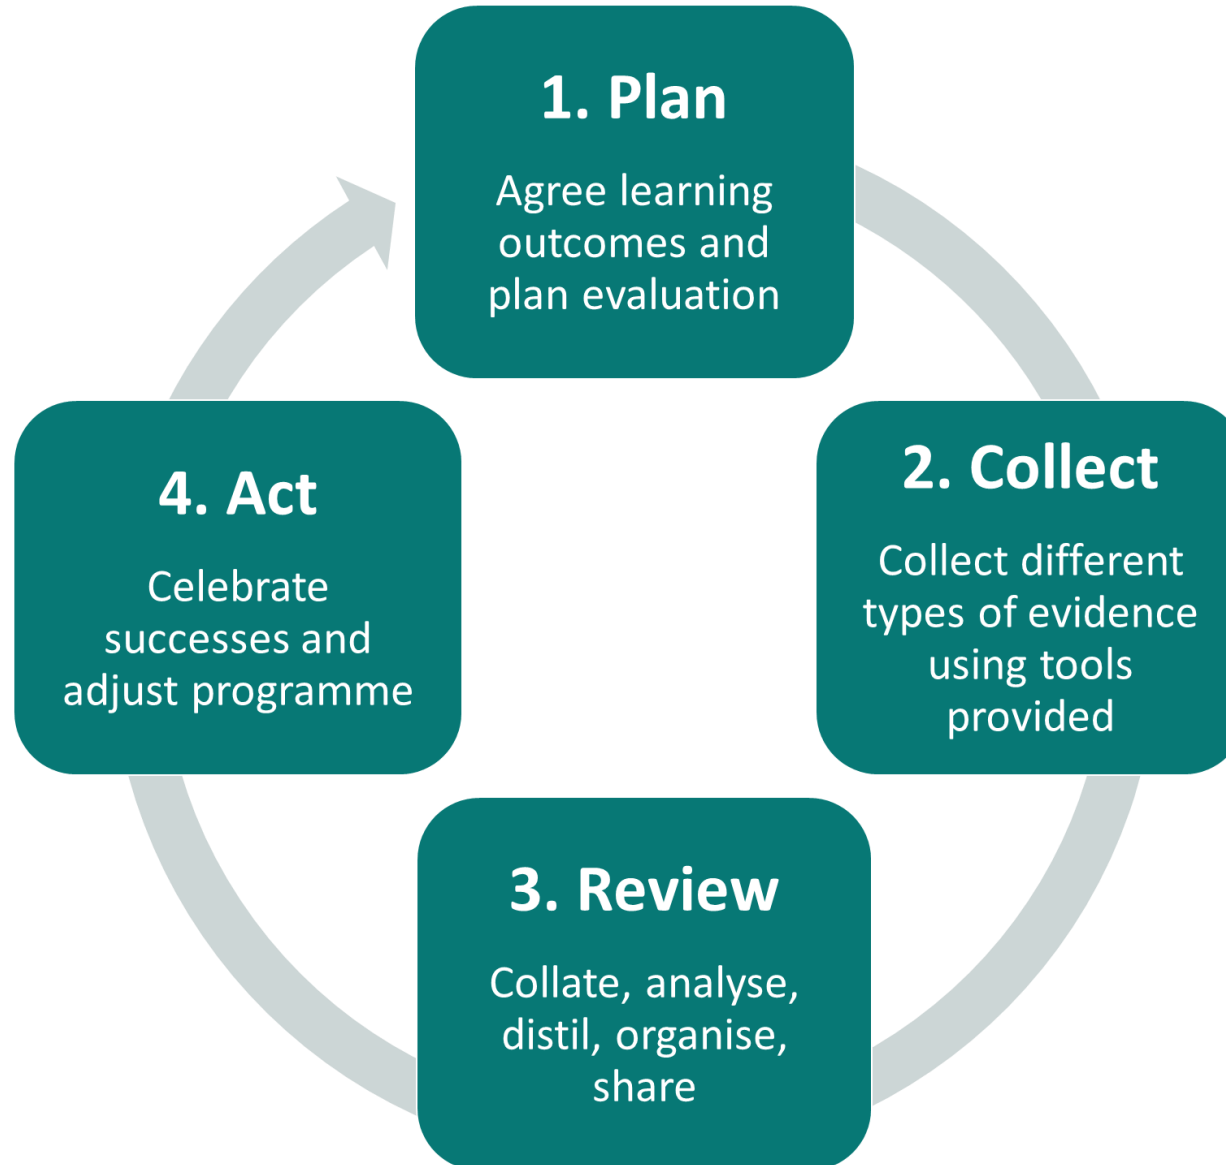 1. Plan
Agree learning
outcomes and
plan evaluation
2. Collect
Collect different
types of evidence
using tools
provided
3. Review
Collate, analyse,
distil, organise,
share
4. Act
Celebrate
successes and
adjust programme